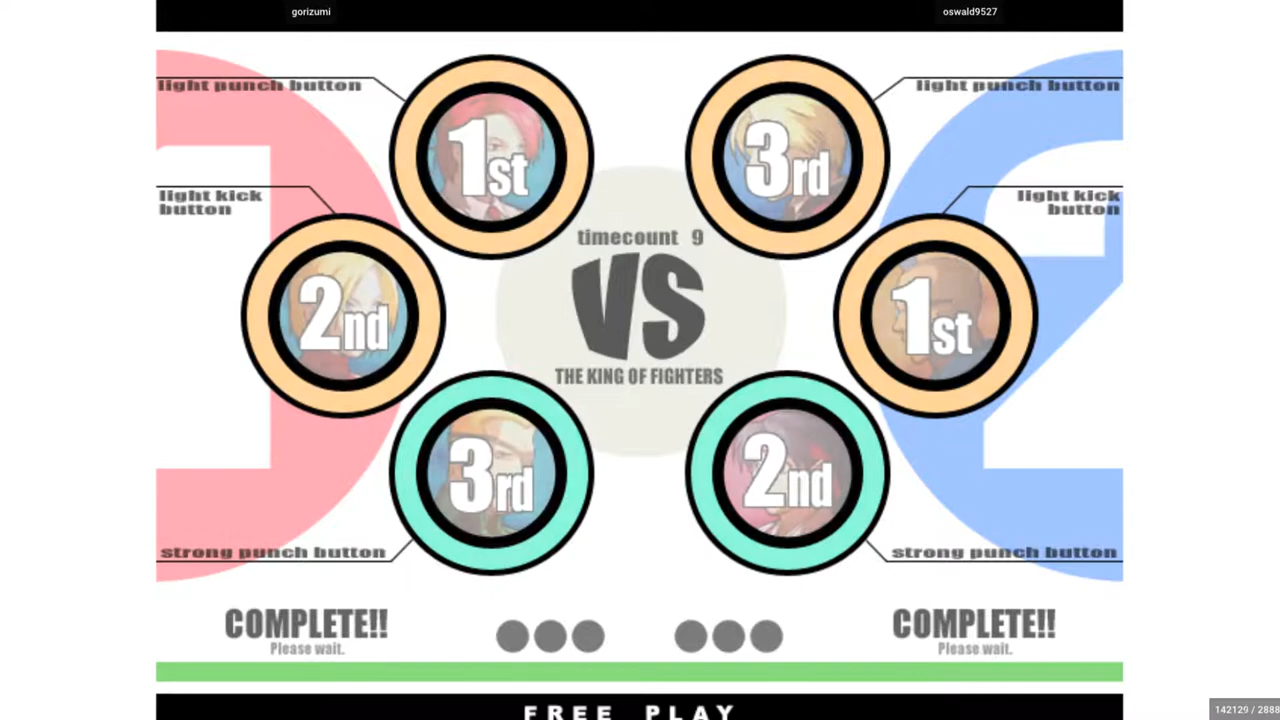 gorizumi
oswald9527
light punch button
light punch button
1st
3rd
light kick
button
light kick
button
timecount 9
VS
THE KING OF FIGHTERS
2nd
1st
3rd
2nd
strong punch button
strong punch button
COMPLETE!!
Please wait.
COMPLETE!!
Please wait.
FREE PLAY
142129 / 2888